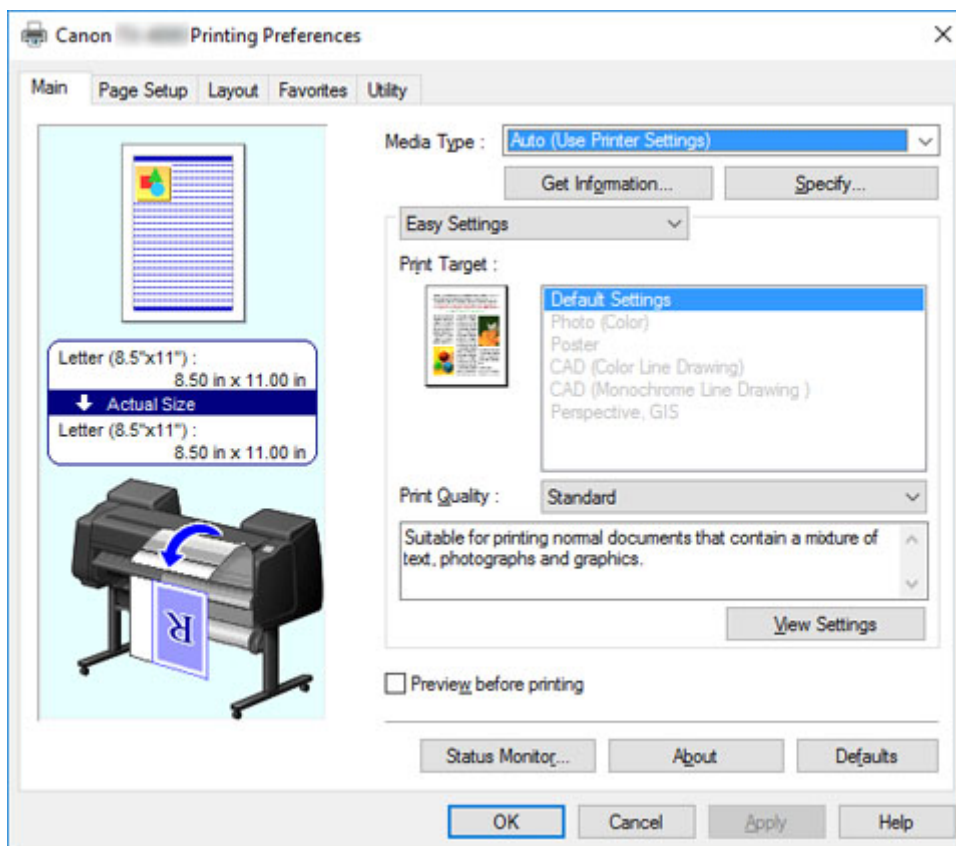 Canon Printing Preferences
Main Page Setup Layout Favorites Utility
Media Type : Auto (Use Printer Settings)
Get Information... Specify...
Easy Settings
Print Target :
Default Settings
Photo (Color)
Poster
CAD (Color Line Drawing)
CAD (Monochrome Line Drawing )
Perspective, GIS
Letter (8.5"x11") :
8.50 in x 11.00 in
Actual Size
Letter (8.5"x11") :
8.50 in x 11.00 in
Print Quality : Standard
Suitable for printing normal documents that contain a mixture of
text, photographs and graphics.
View Settings
R
Preview before printing
Status Monitor... About Defaults
OK Cancel Apply Help